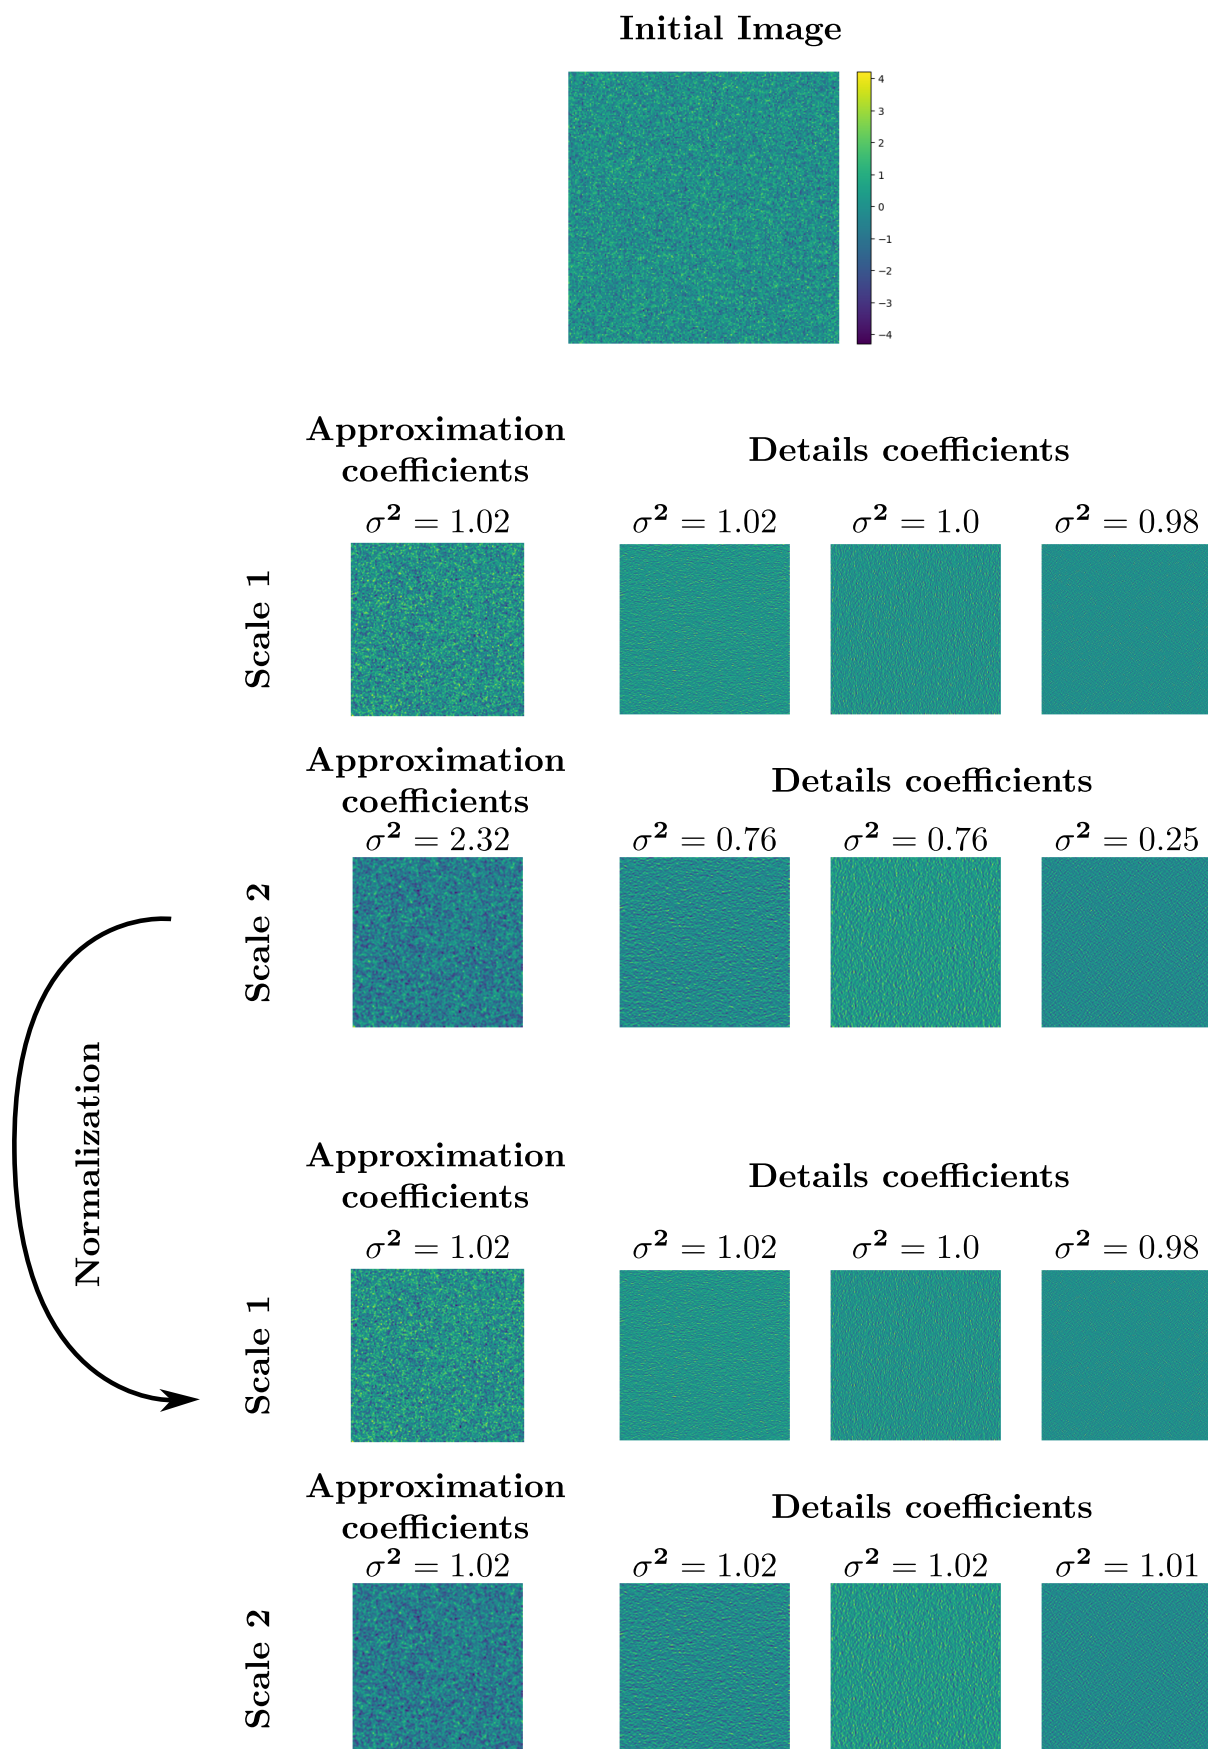 Initial Image
4
3
2
1
0
−1
−2
−3
−4
Approximation
coefficients
Details coefficients
σ² = 1.02
σ² = 1.02
σ² = 1.0
σ² = 0.98
Scale 1
Approximation
coefficients
Details coefficients
σ² = 2.32
σ² = 0.76
σ² = 0.76
σ² = 0.25
Scale 2
Normalization
Approximation
coefficients
Details coefficients
σ² = 1.02
σ² = 1.02
σ² = 1.0
σ² = 0.98
Scale 1
Approximation
coefficients
Details coefficients
σ² = 1.02
σ² = 1.02
σ² = 1.02
σ² = 1.01
Scale 2